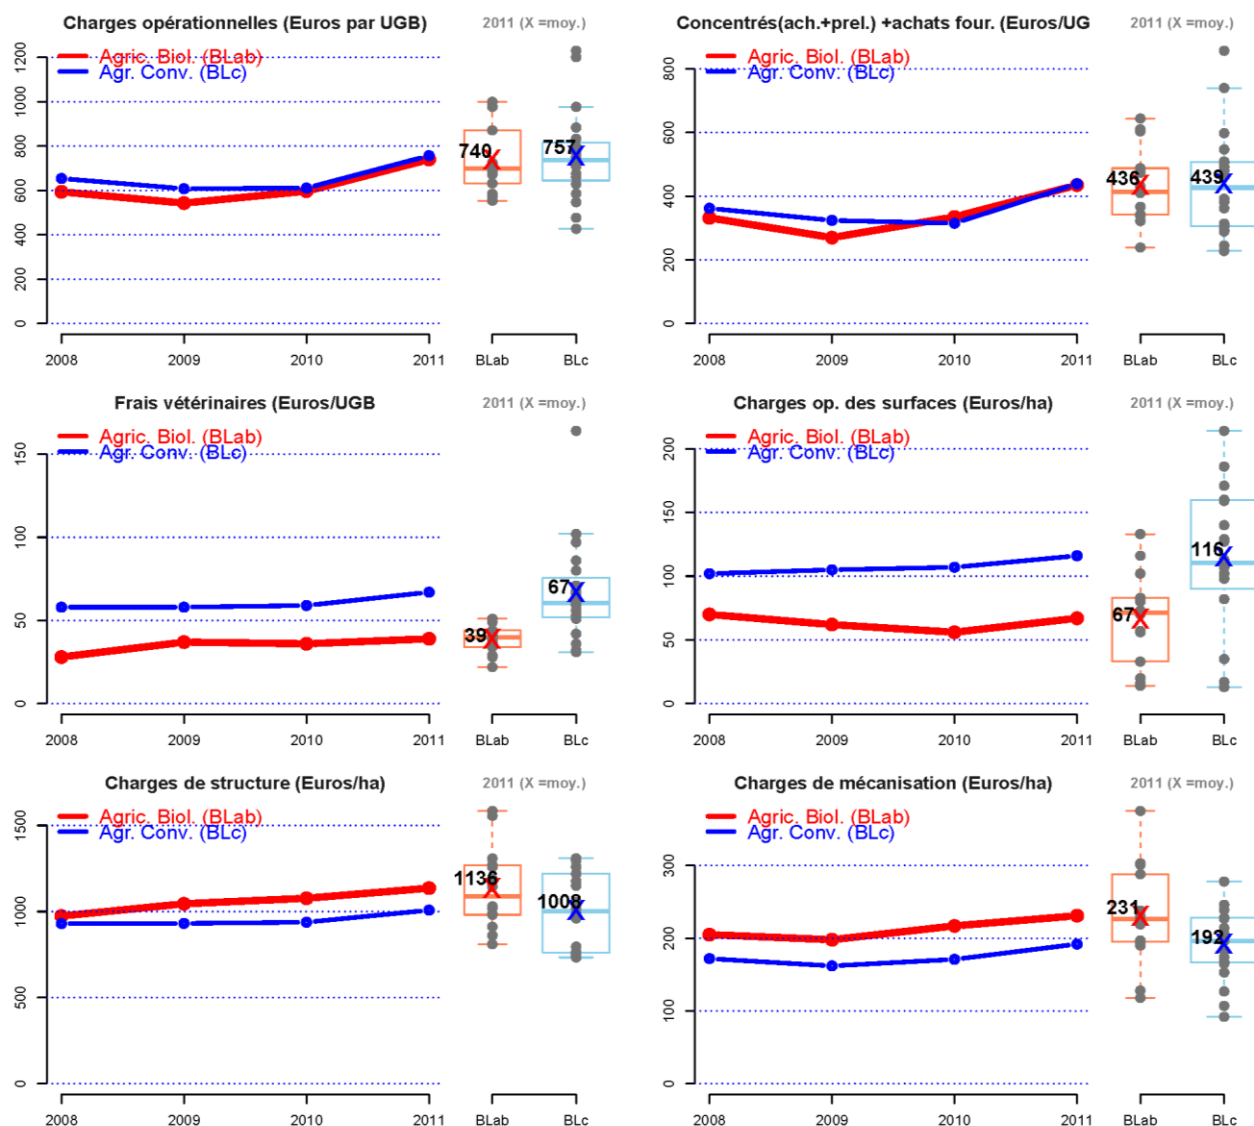 Charges opérationnelles (Euros par UGB)
2011 (X =moy.)
Agric. Biol. (BLab)
Agr. Conv. (BLc)
1200
1000
800
600
400
200
0
740
757
2008
2009
2010
2011
BLab
BLc
Concentrés(ach.+prel.) +achats four. (Euros/UG
2011 (X =moy.)
Agric. Biol. (BLab)
Agr. Conv. (BLc)
800
600
400
200
0
436
439
2008
2009
2010
2011
BLab
BLc
Frais vétérinaires (Euros/UGB
2011 (X =moy.)
Agric. Biol. (BLab)
Agr. Conv. (BLc)
150
100
50
0
39
67
2008
2009
2010
2011
BLab
BLc
Charges op. des surfaces (Euros/ha)
2011 (X =moy.)
Agric. Biol. (BLab)
Agr. Conv. (BLc)
200
150
100
50
0
67
116
2008
2009
2010
2011
BLab
BLc
Charges de structure (Euros/ha)
2011 (X =moy.)
Agric. Biol. (BLab)
Agr. Conv. (BLc)
1500
1000
500
0
1136
1008
2008
2009
2010
2011
BLab
BLc
Charges de mécanisation (Euros/ha)
2011 (X =moy.)
Agric. Biol. (BLab)
Agr. Conv. (BLc)
300
200
100
0
231
192
2008
2009
2010
2011
BLab
BLc